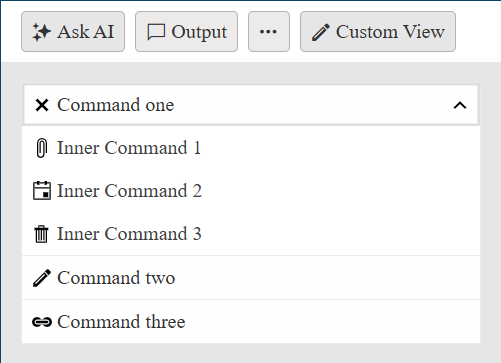 Ask AI Output ... Custom View
Command one
Inner Command 1
Inner Command 2
Inner Command 3
Command two
Command three